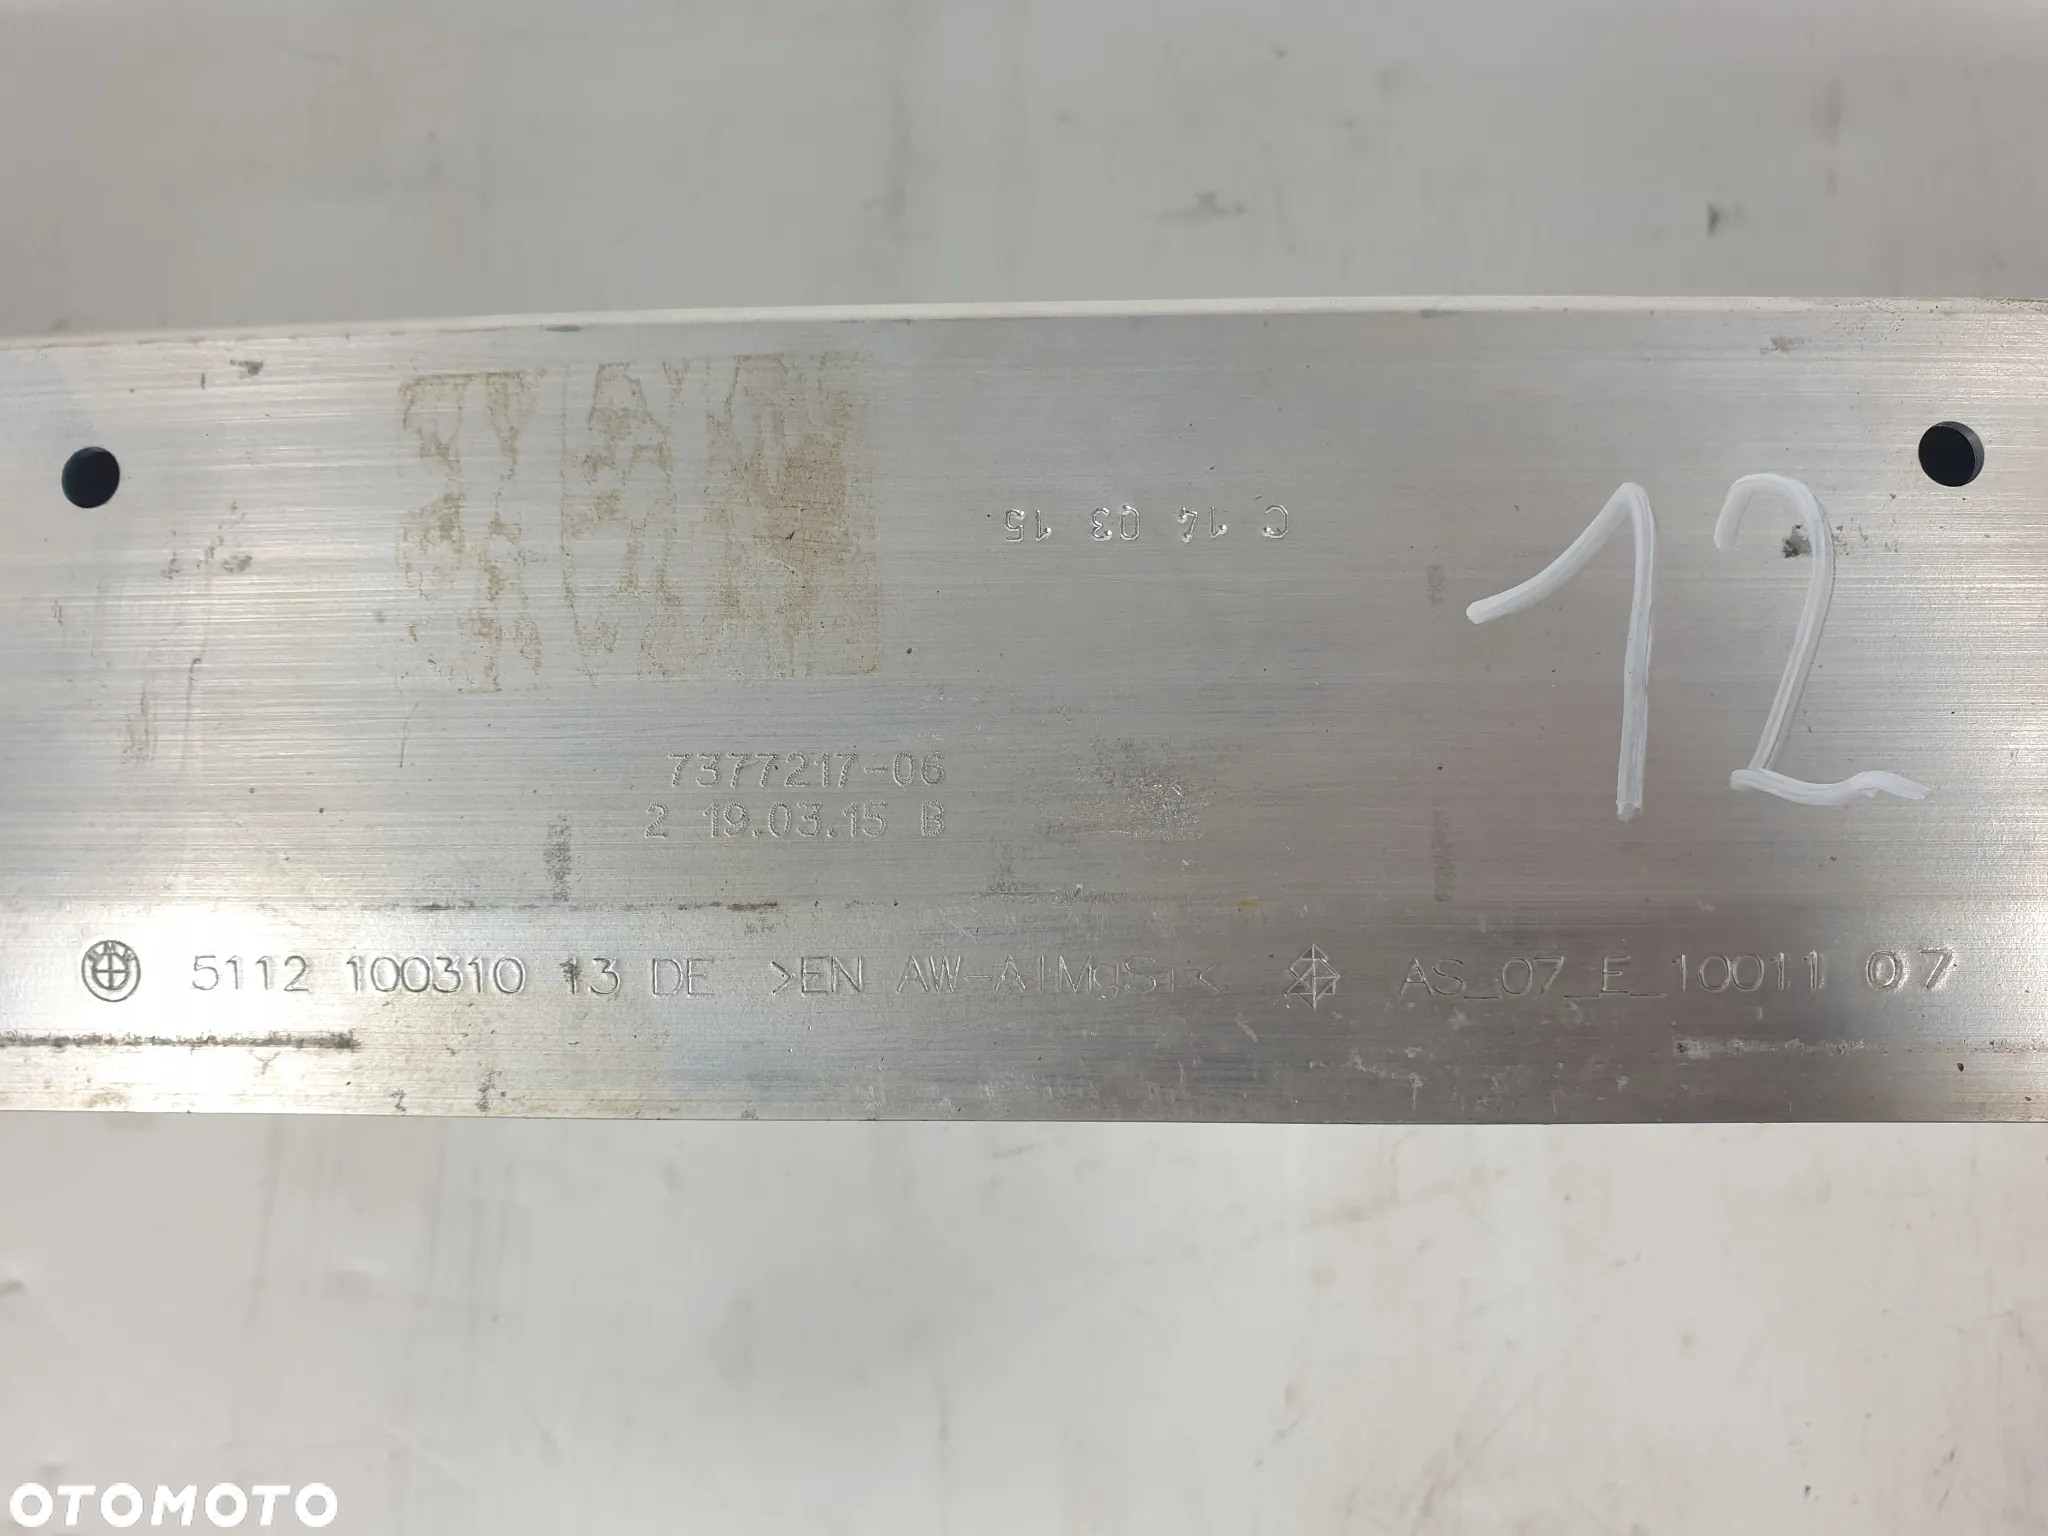 C 14 03 15
12
7377217-06
2 19.03.15 B
BMW 5112 100310 13 DE >EN AW-AlMgSi< AS_07_E_10011 07
OTOMOTO